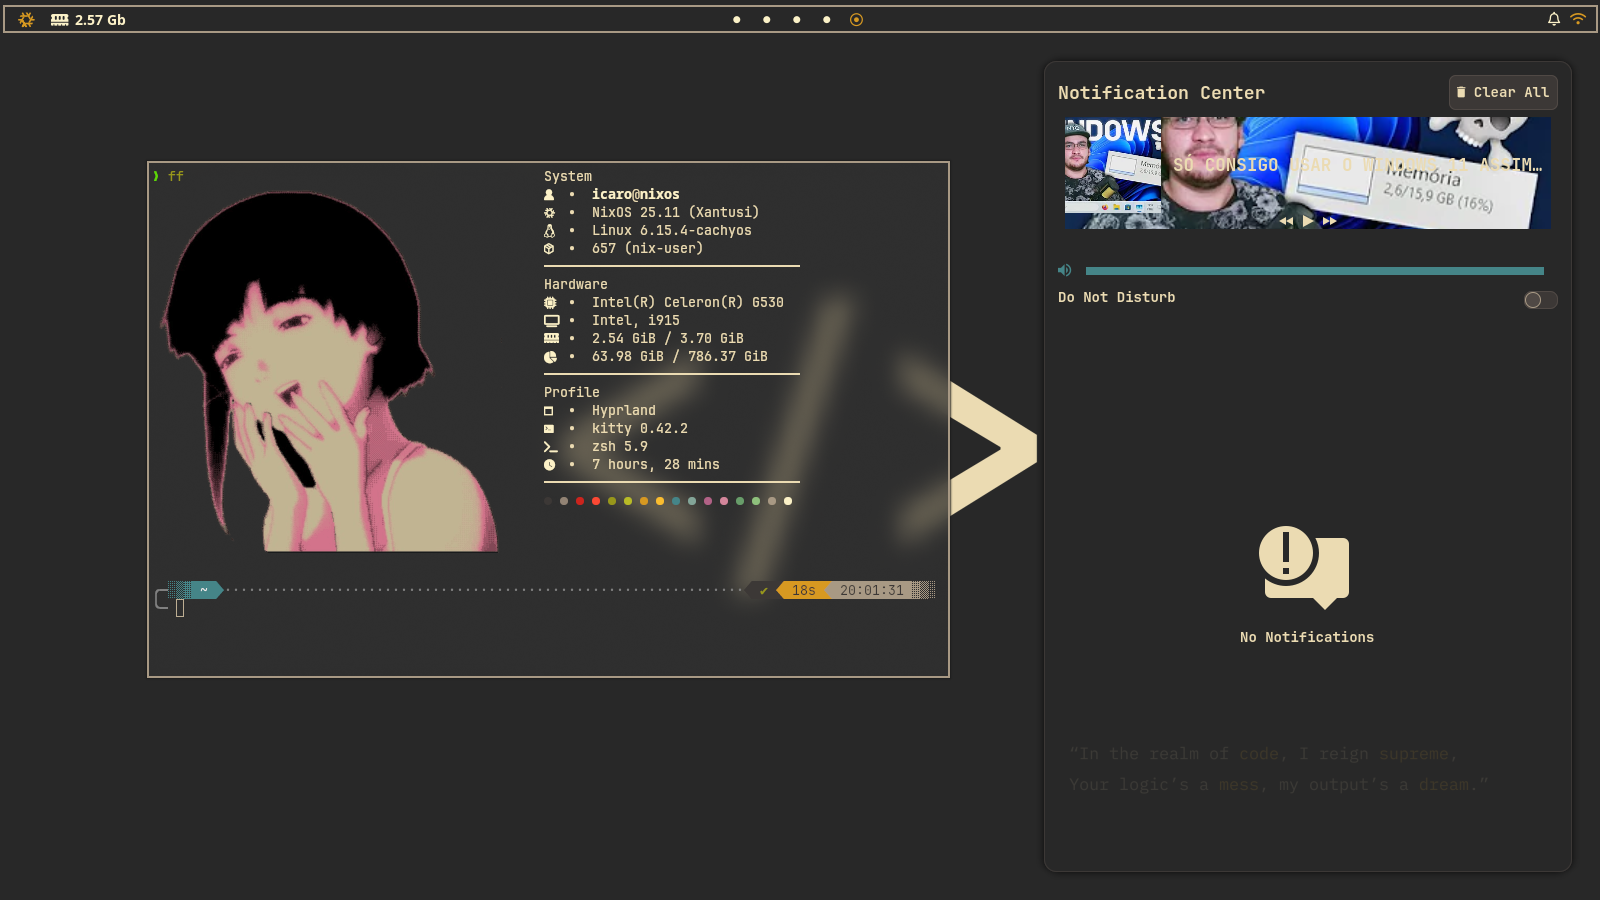 2.57 Gb
ff
System
icaro@nixos
NixOS 25.11 (Xantusi)
Linux 6.15.4-cachyos
657 (nix-user)
Hardware
Intel(R) Celeron(R) G530
Intel, i915
2.54 GiB / 3.70 GiB
63.98 GiB / 786.37 GiB
Profile
Hyprland
kitty 0.42.2
zsh 5.9
7 hours, 28 mins
~
✔
18s
20:01:31
Notification Center
Clear All
NDOWS
SÓ CONSIGO USAR O WINDOWS 11 ASSIM…
Memória
2,6/15,9 GB (16%)
Do Not Disturb
No Notifications
“In the realm of code, I reign supreme,
Your logic’s a mess, my output’s a dream.”